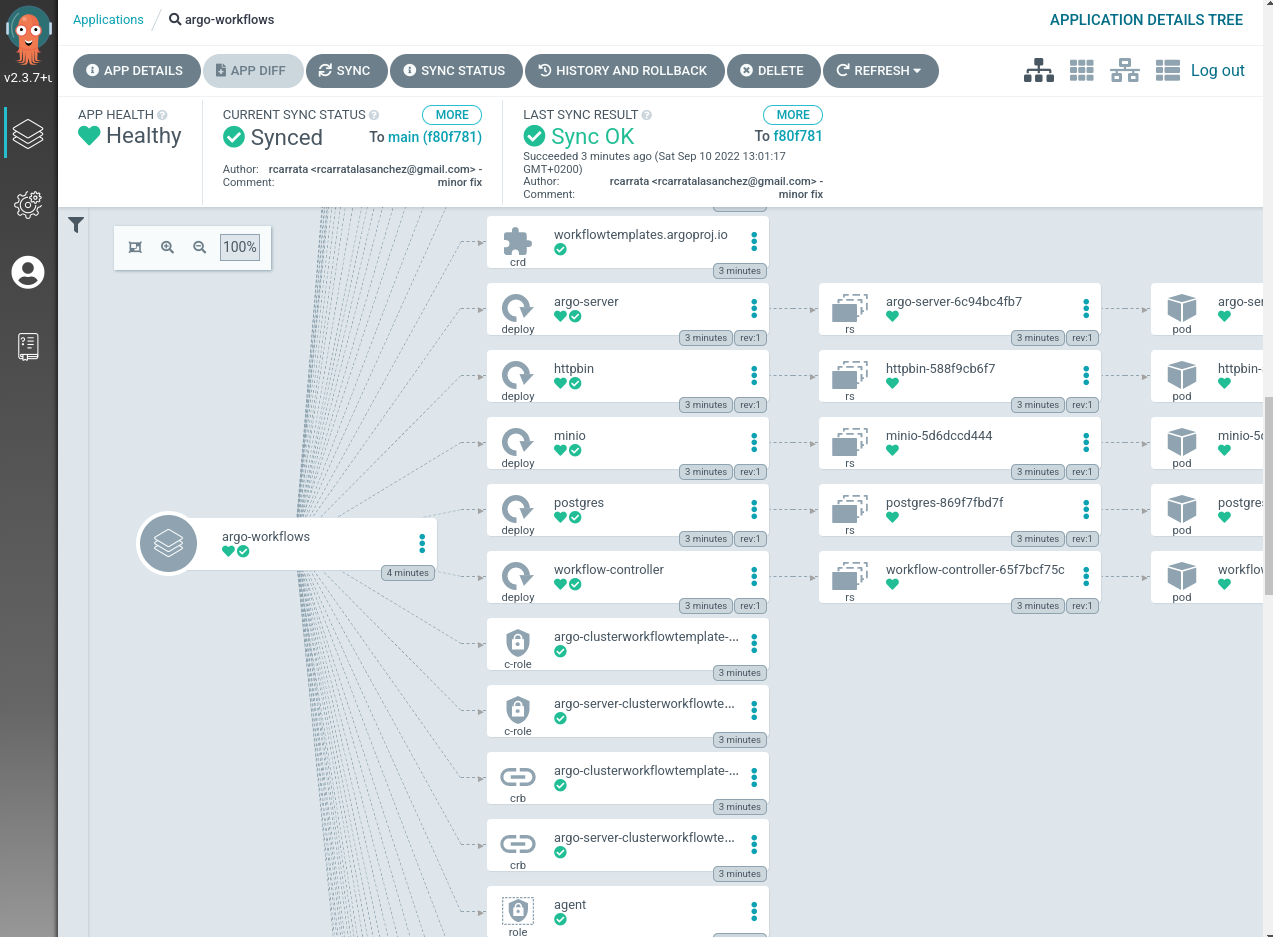 Applications / argo-workflows
APPLICATION DETAILS TREE
v2.3.7+u
APP DETAILS
APP DIFF
SYNC
SYNC STATUS
HISTORY AND ROLLBACK
DELETE
REFRESH
Log out
APP HEALTH
Healthy
CURRENT SYNC STATUS
MORE
Synced
To main (f80f781)
Author: rcarrata <rcarratalasanchez@gmail.com> -
Comment: minor fix
LAST SYNC RESULT
MORE
Sync OK
To f80f781
Succeeded 3 minutes ago (Sat Sep 10 2022 13:01:17
GMT+0200)
Author: rcarrata <rcarratalasanchez@gmail.com> -
Comment: minor fix
100%
argo-workflows
4 minutes
workflowtemplates.argoproj.io
crd
3 minutes
argo-server
deploy
3 minutes rev:1
argo-server-6c94bc4fb7
rs
3 minutes rev:1
argo-ser
pod
httpbin
deploy
3 minutes rev:1
httpbin-588f9cb6f7
rs
3 minutes rev:1
httpbin-
pod
minio
deploy
3 minutes rev:1
minio-5d6dccd444
rs
3 minutes rev:1
minio-5d
pod
postgres
deploy
3 minutes rev:1
postgres-869f7fbd7f
rs
3 minutes rev:1
postgres
pod
workflow-controller
deploy
3 minutes rev:1
workflow-controller-65f7bcf75c
rs
3 minutes rev:1
workflow
pod
argo-clusterworkflowtemplate-...
c-role
3 minutes
argo-server-clusterworkflowte...
c-role
3 minutes
argo-clusterworkflowtemplate-...
crb
3 minutes
argo-server-clusterworkflowte...
crb
3 minutes
agent
role